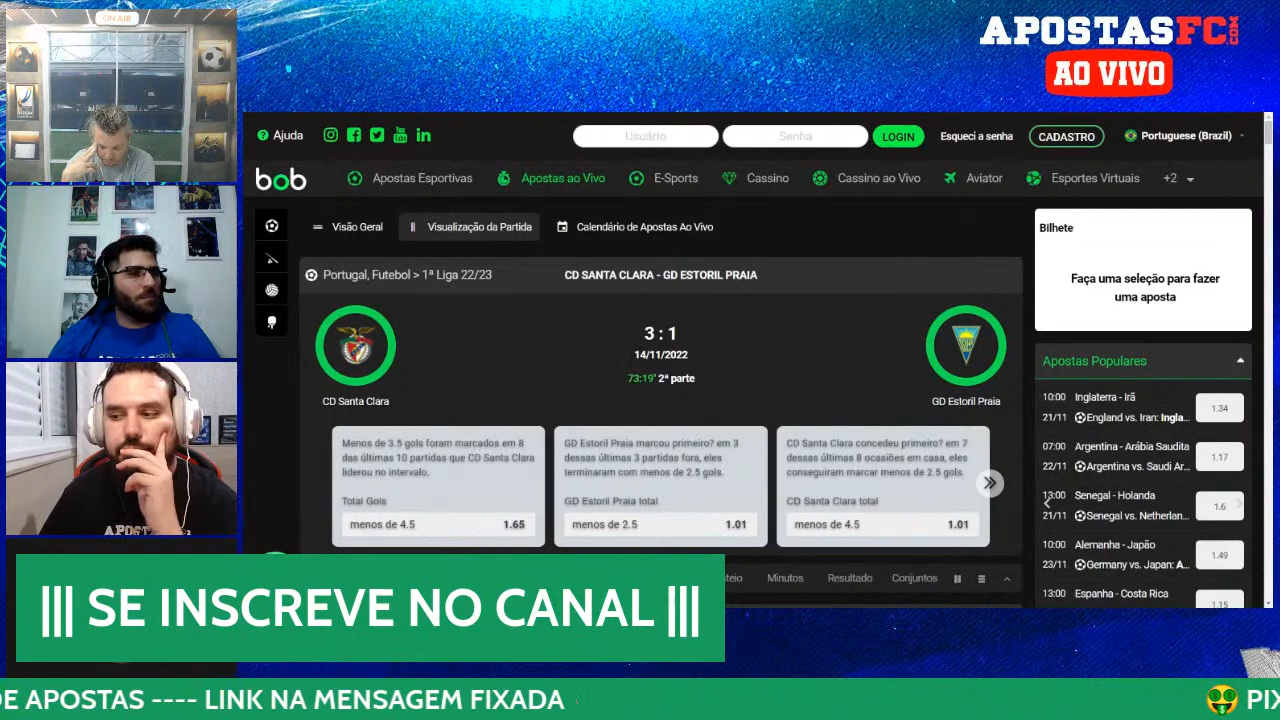 ON AIR
APOSTASFC.COM
AO VIVO
Ajuda
You Tube
Usuário
Senha
LOGIN
Esqueci a senha
CADASTRO
Portuguese (Brazil)
bob
Apostas Esportivas
Apostas ao Vivo
E-Sports
Cassino
Cassino ao Vivo
Aviator
Esportes Virtuais
+2
Visão Geral
Visualização da Partida
Calendário de Apostas Ao Vivo
Portugal, Futebol > 1ª Liga 22/23
CD SANTA CLARA - GD ESTORIL PRAIA
3 : 1
14/11/2022
73:19" 2ª parte
CD Santa Clara
GD Estoril Praia
Menos de 3.5 gols foram marcados em 8
das últimas 10 partidas que CD Santa Clara
liderou no intervalo.
Total Gols
menos de 4.5 1.65
GD Estoril Praia marcou primeiro? em 3
dessas últimas 3 partidas fora, eles
terminaram com menos de 2.5 gols.
GD Estoril Praia total
menos de 2.5 1.01
CD Santa Clara concedeu primeiro? em 7
dessas últimas 8 ocasiões em casa, eles
conseguiram marcar menos de 2.5 gols.
CD Santa Clara total
menos de 4.5 1.01
Minutos
Resultado
Conjuntos
Bilhete
Faça uma seleção para fazer
uma aposta
Apostas Populares
10:00 Inglaterra - Irã
21/11 England vs. Iran: Ingla... 1.34
07:00 Argentina - Arábia Saudita
22/11 Argentina vs. Saudi Ar... 1.17
13:00 Senegal - Holanda
21/11 Senegal vs. Netherlan... 1.6
10:00 Alemanha - Japão
23/11 Germany vs. Japan: A... 1.49
13:00 Espanha - Costa Rica
1.15
||| SE INSCREVE NO CANAL |||
DE APOSTAS ---- LINK NA MENSAGEM FIXADA
PIX